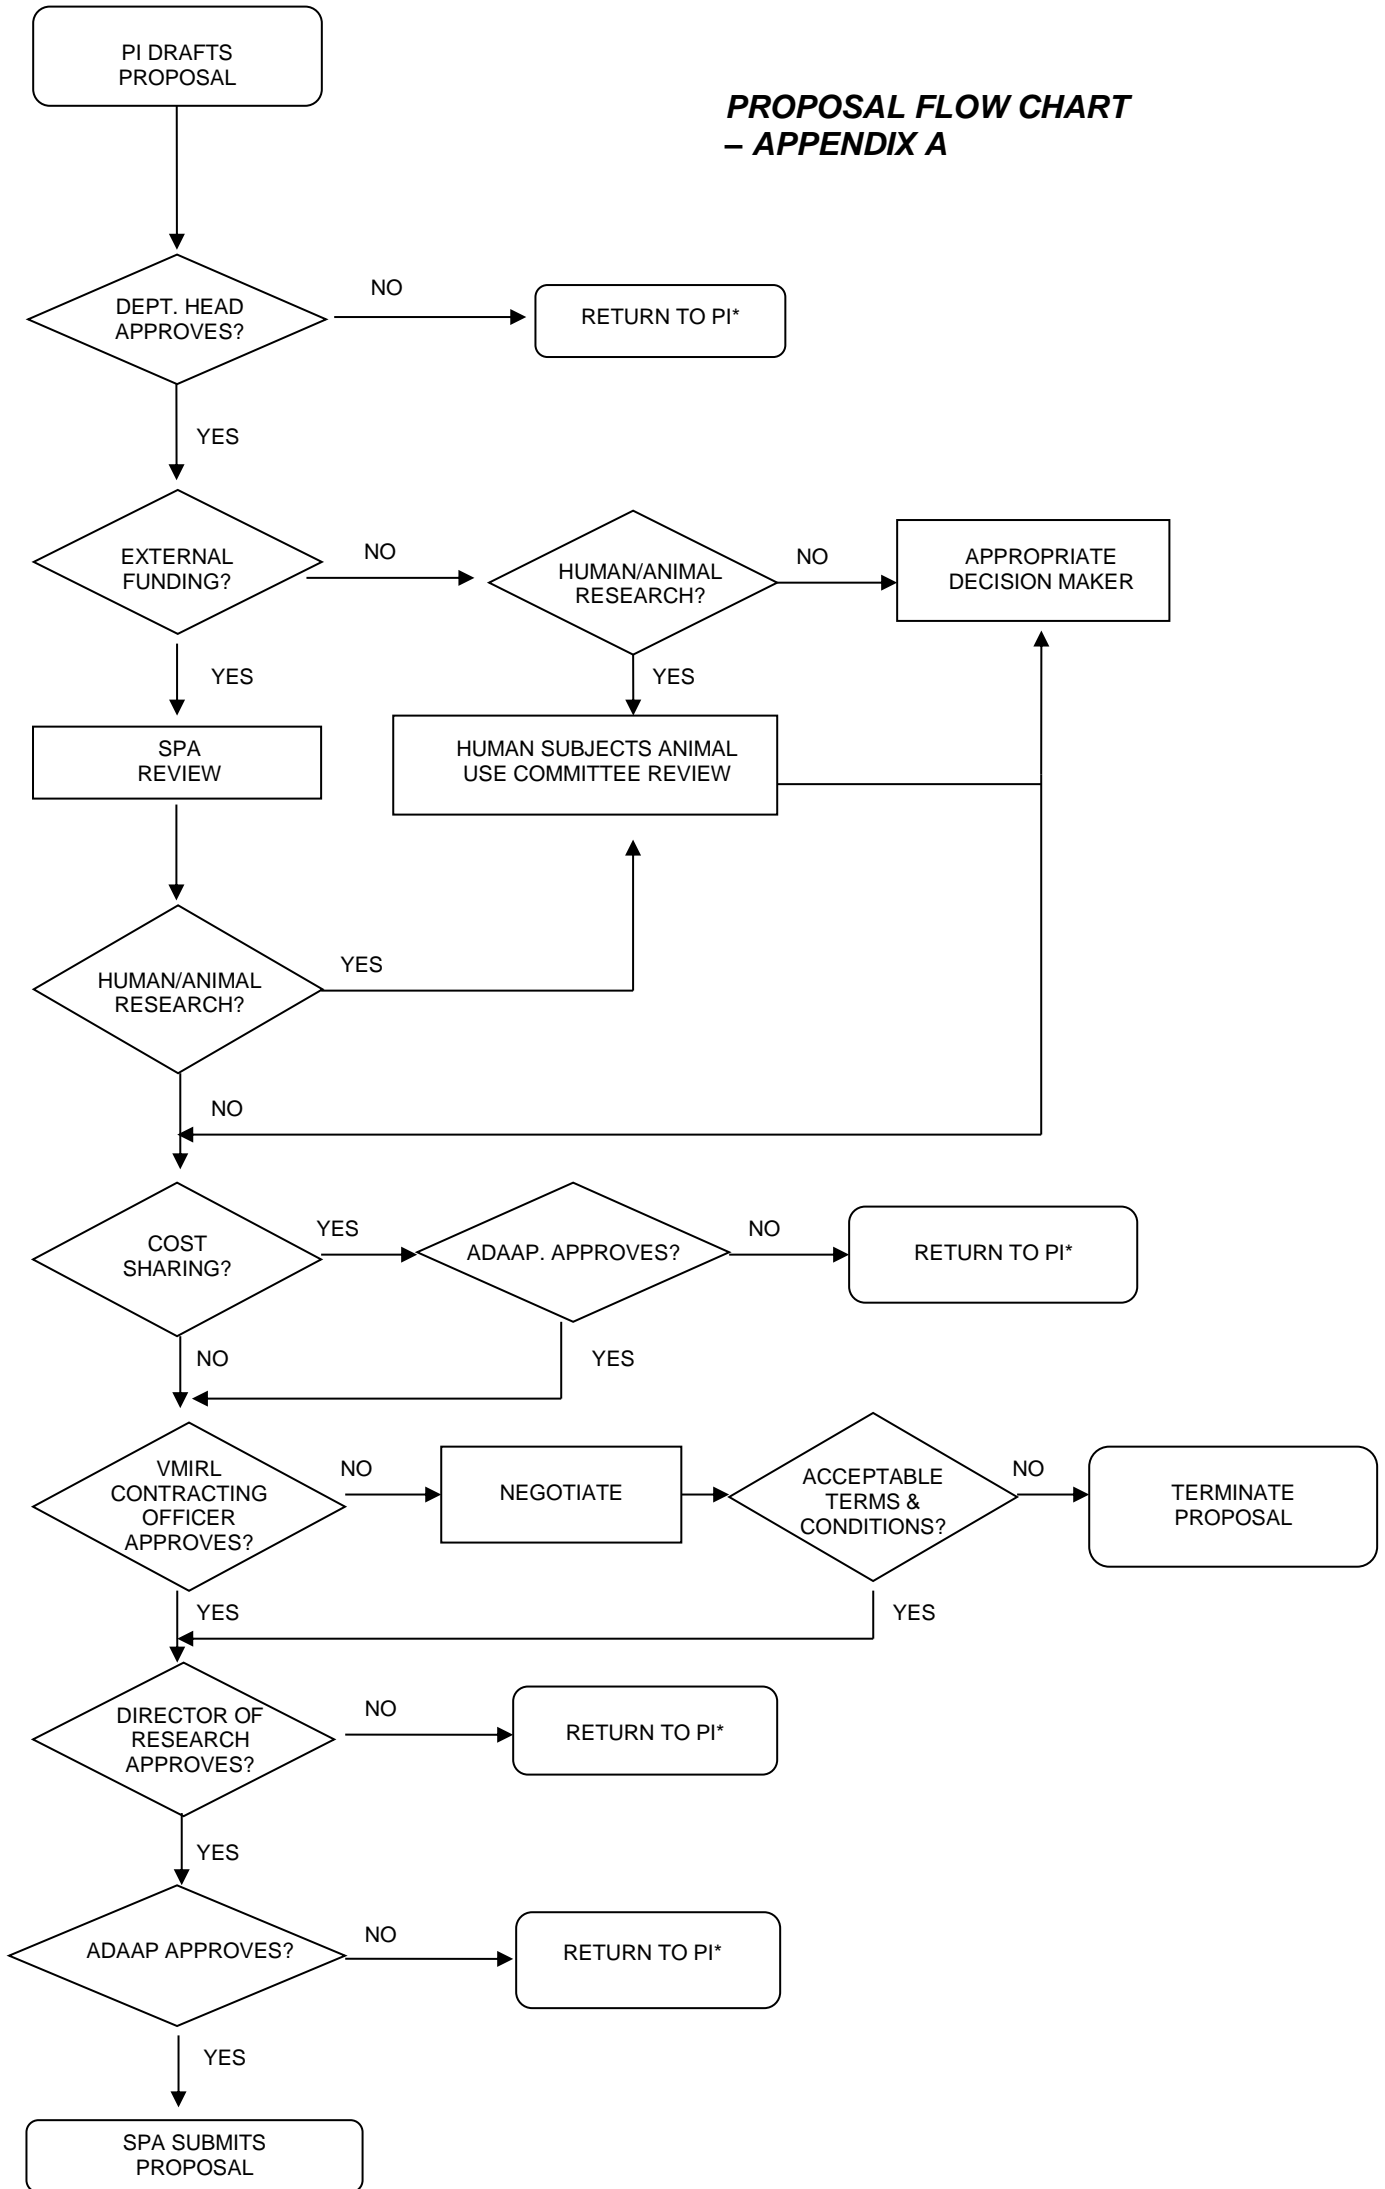 PI DRAFTS
PROPOSAL
PROPOSAL FLOW CHART
– APPENDIX A
DEPT. HEAD
APPROVES?
NO
RETURN TO PI*
YES
EXTERNAL
FUNDING?
NO
HUMAN/ANIMAL
RESEARCH?
NO
APPROPRIATE
DECISION MAKER
YES
YES
SPA
REVIEW
HUMAN SUBJECTS ANIMAL
USE COMMITTEE REVIEW
HUMAN/ANIMAL
RESEARCH?
YES
NO
COST
SHARING?
YES
ADAAP. APPROVES?
NO
RETURN TO PI*
NO
YES
VMIRL
CONTRACTING
OFFICER
APPROVES?
NO
NEGOTIATE
ACCEPTABLE
TERMS &
CONDITIONS?
NO
TERMINATE
PROPOSAL
YES
YES
DIRECTOR OF
RESEARCH
APPROVES?
NO
RETURN TO PI*
YES
ADAAP APPROVES?
NO
RETURN TO PI*
YES
SPA SUBMITS
PROPOSAL